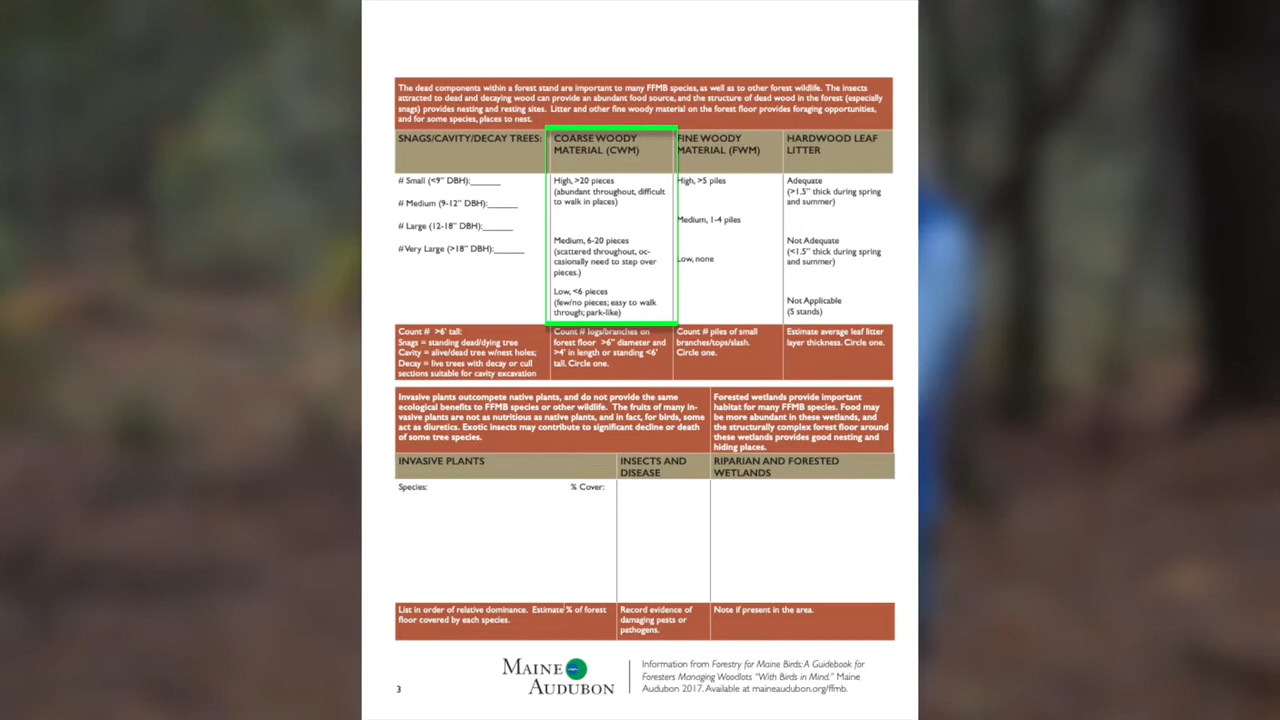 The dead components within a forest stand are important to many FFMB species, as well as to other forest wildlife. The insects
attracted to dead and decaying wood can provide an abundant food source, and the structure of dead wood in the forest (especially
snags) provides nesting and resting sites. Litter and other fine woody material on the forest floor provides foraging opportunities,
and for some species, places to nest.
SNAGS/CAVITY/DECAY TREES:
# Small (<9" DBH):______
# Medium (9-12" DBH):______
# Large (12-18" DBH):______
#Very Large (>18" DBH):______
Count # >6' tall:
Snags = standing dead/dying tree
Cavity = alive/dead tree w/nest holes;
Decay = live trees with decay or cull
sections suitable for cavity excavation
COARSE WOODY
MATERIAL (CWM)
High, >20 pieces
(abundant throughout, difficult
to walk in places)
Medium, 6-20 pieces
(scattered throughout, oc-
casionally need to step over
pieces.)
Low, <6 pieces
(few/no pieces; easy to walk
through; park-like)
Count # logs/branches on
forest floor >6" diameter and
>4' in length or standing <6'
tall. Circle one.
FINE WOODY
MATERIAL (FWM)
High, >5 piles
Medium, 1-4 piles
Low, none
Count # piles of small
branches/tops/slash.
Circle one.
HARDWOOD LEAF
LITTER
Adequate
(>1.5" thick during spring
and summer)
Not Adequate
(<1.5" thick during spring
and summer)
Not Applicable
(S stands)
Estimate average leaf litter
layer thickness. Circle one.
Invasive plants outcompete native plants, and do not provide the same
ecological benefits to FFMB species or other wildlife. The fruits of many in-
vasive plants are not as nutritious as native plants, and in fact, for birds, some
act as diuretics. Exotic insects may contribute to significant decline or death
of some tree species.
Forested wetlands provide important
habitat for many FFMB species. Food may
be more abundant in these wetlands, and
the structurally complex forest floor around
these wetlands provides good nesting and
hiding places.
INVASIVE PLANTS
Species: % Cover:
List in order of relative dominance. Estimate % of forest
floor covered by each species.
INSECTS AND
DISEASE
Record evidence of
damaging pests or
pathogens.
RIPARIAN AND FORESTED
WETLANDS
Note if present in the area.
3
MAINE
AUDUBON
Information from Forestry for Maine Birds: A Guidebook for
Foresters Managing Woodlots "With Birds in Mind." Maine
Audubon 2017. Available at maineaudubon.org/ffmb.